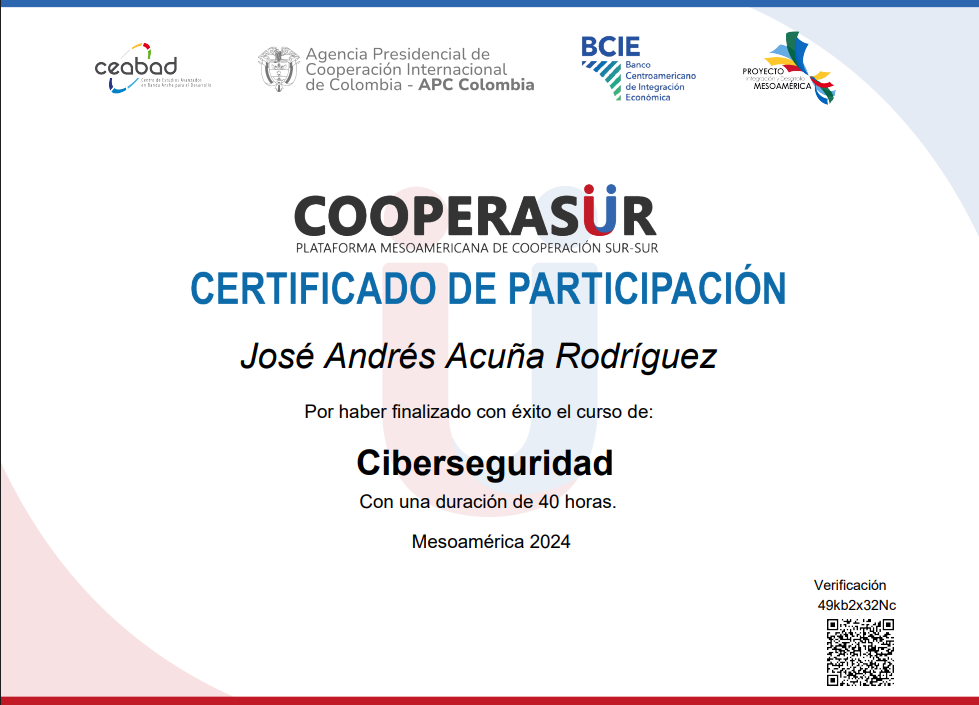 ceabad
Centro de Estudios Avanzados
en Banda Ancha para el Desarrollo
Agencia Presidencial de
Cooperación Internacional
de Colombia - APC Colombia
BCIE
Banco
Centroamericano
de Integración
Económica
PROYECTO
Integración y Desarrollo
MESOAMÉRICA
COOPERASUR
PLATAFORMA MESOAMERICANA DE COOPERACIÓN SUR-SUR
CERTIFICADO DE PARTICIPACIÓN
José Andrés Acuña Rodríguez
Por haber finalizado con éxito el curso de:
Ciberseguridad
Con una duración de 40 horas.
Mesoamérica 2024
Verificación
49kb2x32Nc